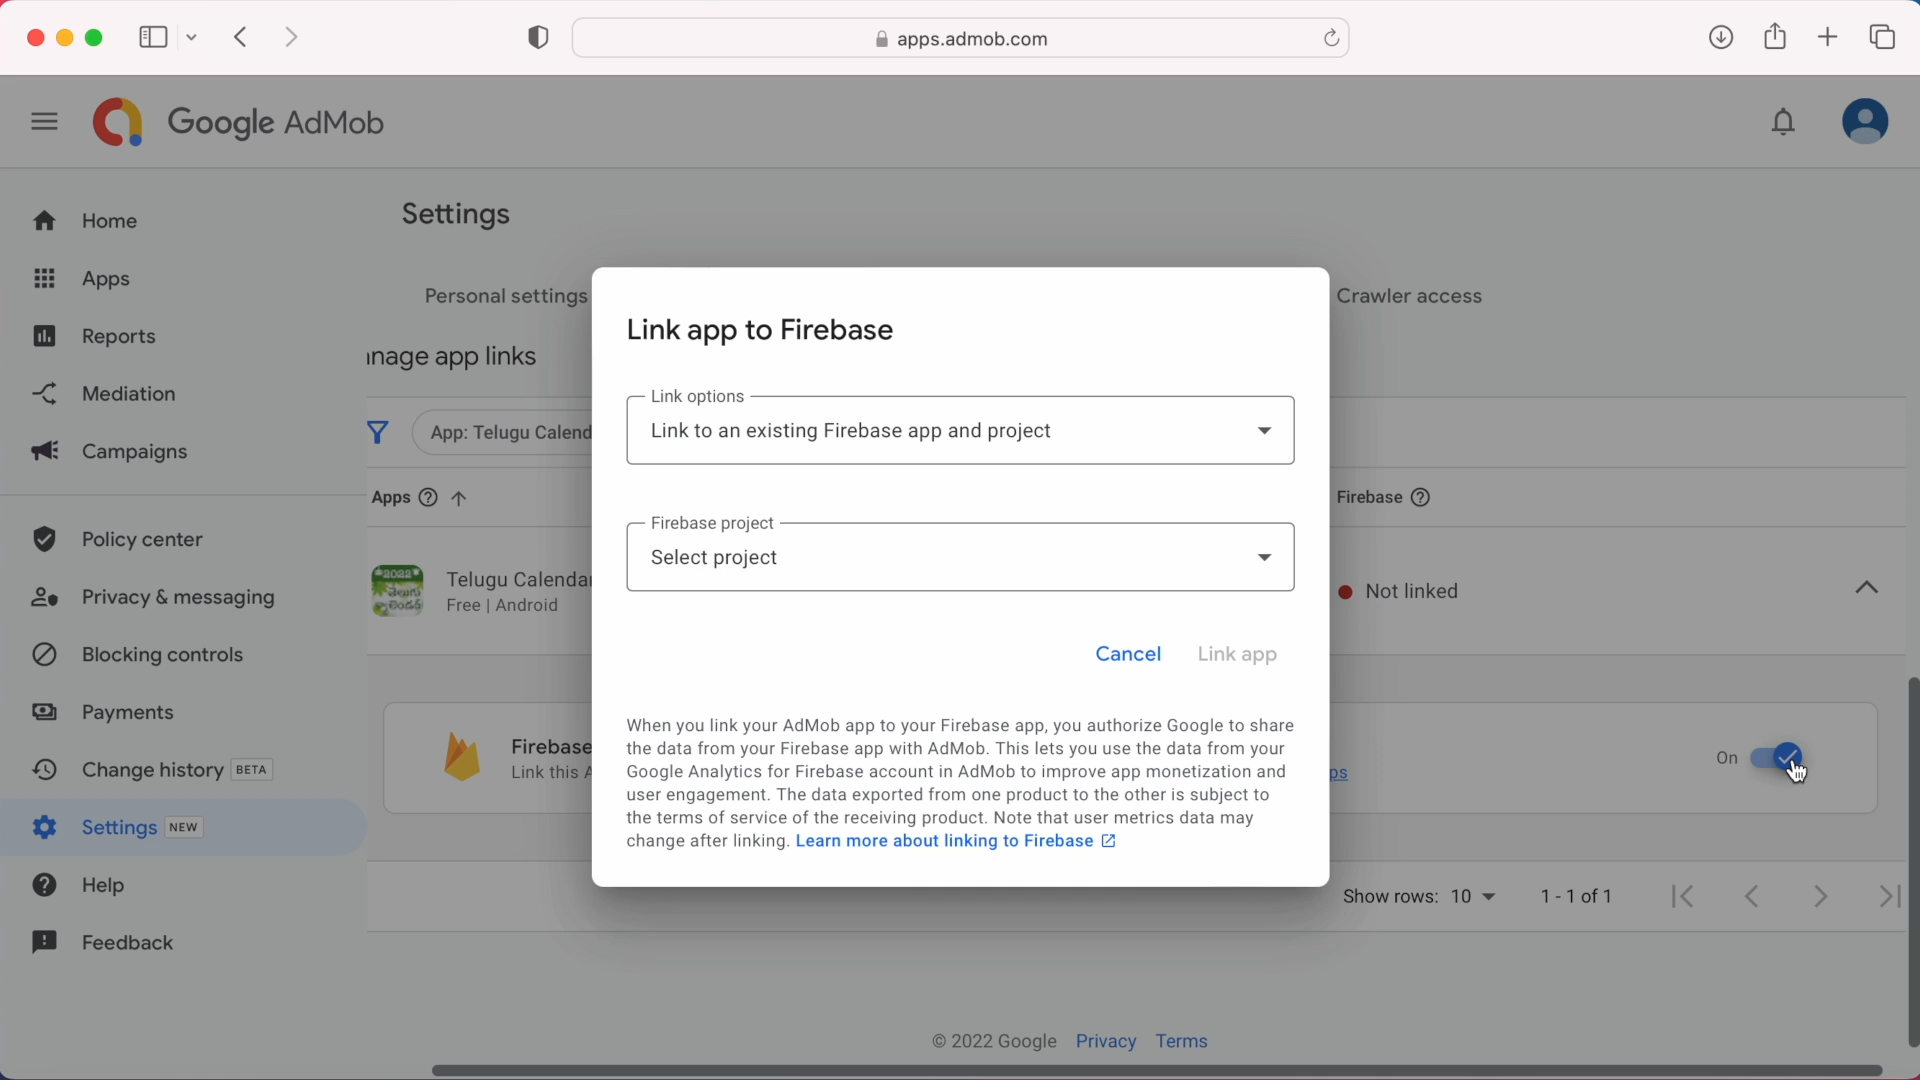 apps.admob.com
Google AdMob
Home
Apps
Reports
Mediation
Campaigns
Policy center
Privacy & messaging
Blocking controls
Payments
Change history BETA
Settings NEW
Help
Feedback
Settings
Personal settings
Crawler access
nage app links
App: Telugu Calend
Apps
Firebase
2022
తెలుగు
Telugu Calendar
Free | Android
Not linked
Firebase
Link this A
ps
On
Link app to Firebase
Link options
Link to an existing Firebase app and project
Firebase project
Select project
Cancel Link app
When you link your AdMob app to your Firebase app, you authorize Google to share
the data from your Firebase app with AdMob. This lets you use the data from your
Google Analytics for Firebase account in AdMob to improve app monetization and
user engagement. The data exported from one product to the other is subject to
the terms of service of the receiving product. Note that user metrics data may
change after linking. Learn more about linking to Firebase
Show rows: 10 1 - 1 of 1
© 2022 Google Privacy Terms